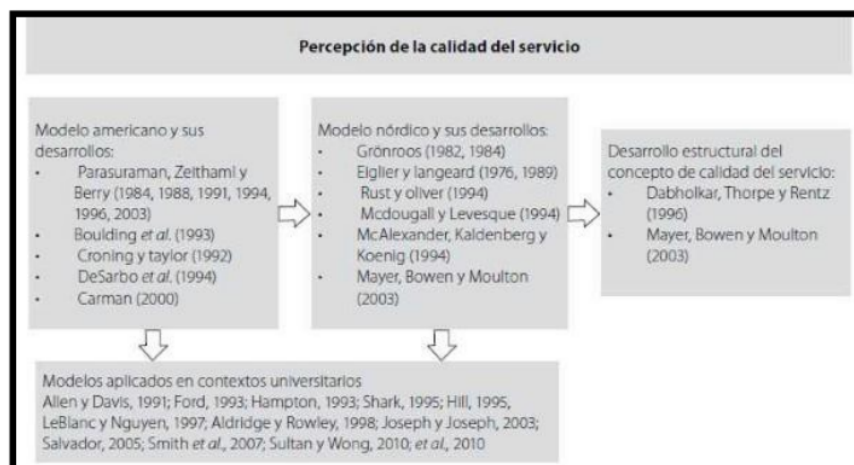 Percepción de la calidad del servicio
Modelo americano y sus
desarrollos:
• Parasuraman, Zeithaml y
Berry (1984, 1988, 1991, 1994,
1996, 2003)
• Boulding et al. (1993)
• Croning y taylor (1992)
• DeSarbo et al. (1994)
• Carman (2000)
Modelo nórdico y sus desarrollos:
• Grönroos (1982, 1984)
• Eiglier y langeard (1976, 1989)
• Rust y oliver (1994)
• Mcdougall y Levesque (1994)
• McAlexander, Kaldenberg y
Koenig (1994)
• Mayer, Bowen y Moulton
(2003)
Desarrollo estructural del
concepto de calidad del servicio:
• Dabholkar, Thorpe y Rentz
(1996)
• Mayer, Bowen y Moulton
(2003)
Modelos aplicados en contextos universitarios
Allen y Davis, 1991; Ford, 1993; Hampton, 1993; Shark, 1995; Hill, 1995,
LeBlanc y Nguyen, 1997; Aldridge y Rowley, 1998; Joseph y Joseph, 2003;
Salvador, 2005; Smith et al., 2007; Sultan y Wong, 2010; et al., 2010